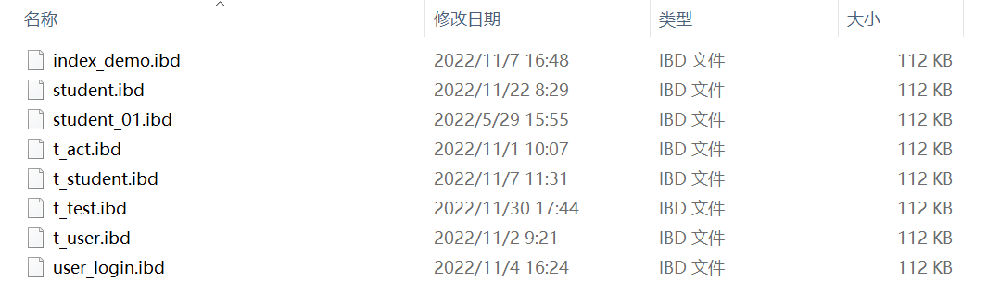 名称 修改日期 类型 大小
index_demo.ibd 2022/11/7 16:48 IBD 文件 112 KB
student.ibd 2022/11/22 8:29 IBD 文件 112 KB
student_01.ibd 2022/5/29 15:55 IBD 文件 112 KB
t_act.ibd 2022/11/1 10:07 IBD 文件 112 KB
t_student.ibd 2022/11/7 11:31 IBD 文件 112 KB
t_test.ibd 2022/11/30 17:44 IBD 文件 112 KB
t_user.ibd 2022/11/2 9:21 IBD 文件 112 KB
user_login.ibd 2022/11/4 16:24 IBD 文件 112 KB